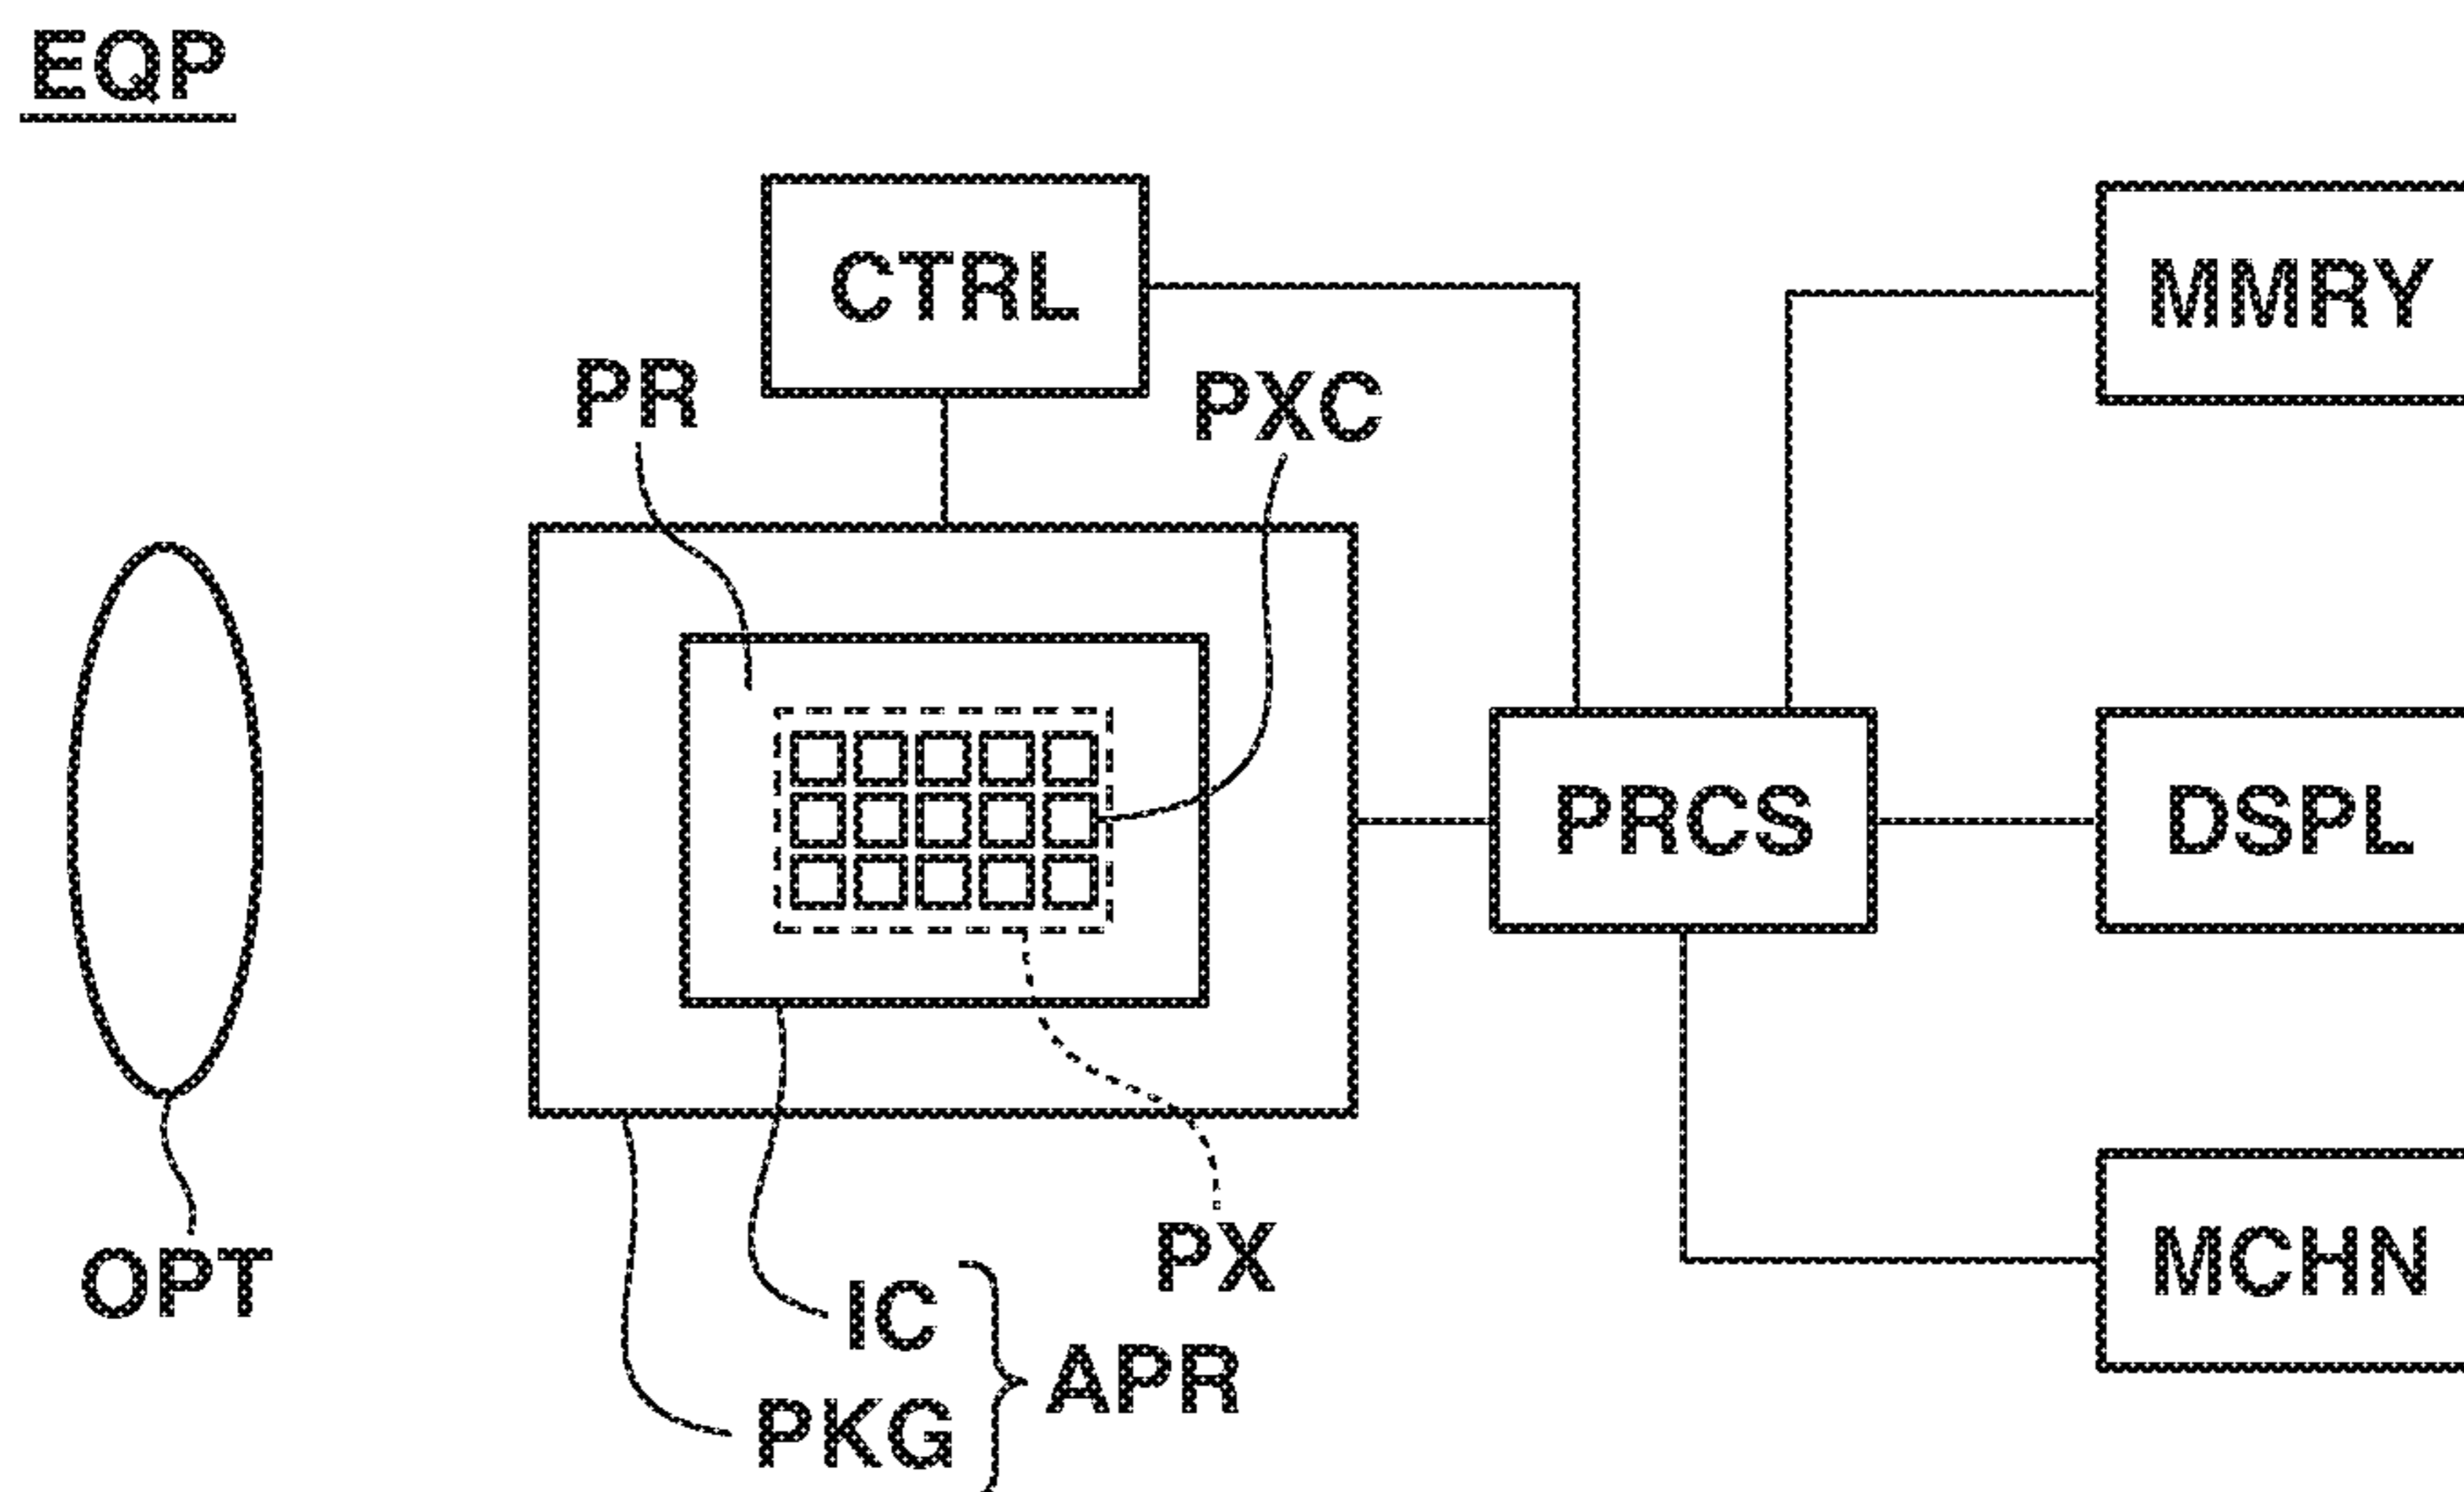 EQP
CTRL
MMRY
PR
PXC
PRCS
DSPL
OPT
PX
MCHN
IC
APR
PKG